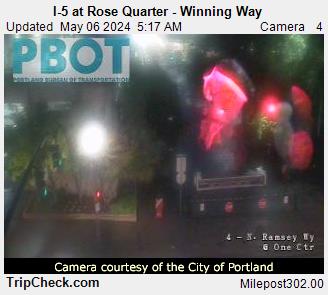 I-5 at Rose Quarter - Winning Way
Updated  May 06 2024  5:17 AM
Camera   4
PBOT
PORTLAND BUREAU OF TRANSPORTATION
4 - N. Ramsey Wy
@ One Ctr
Camera courtesy of the City of Portland
TripCheck.com
Milepost302.00